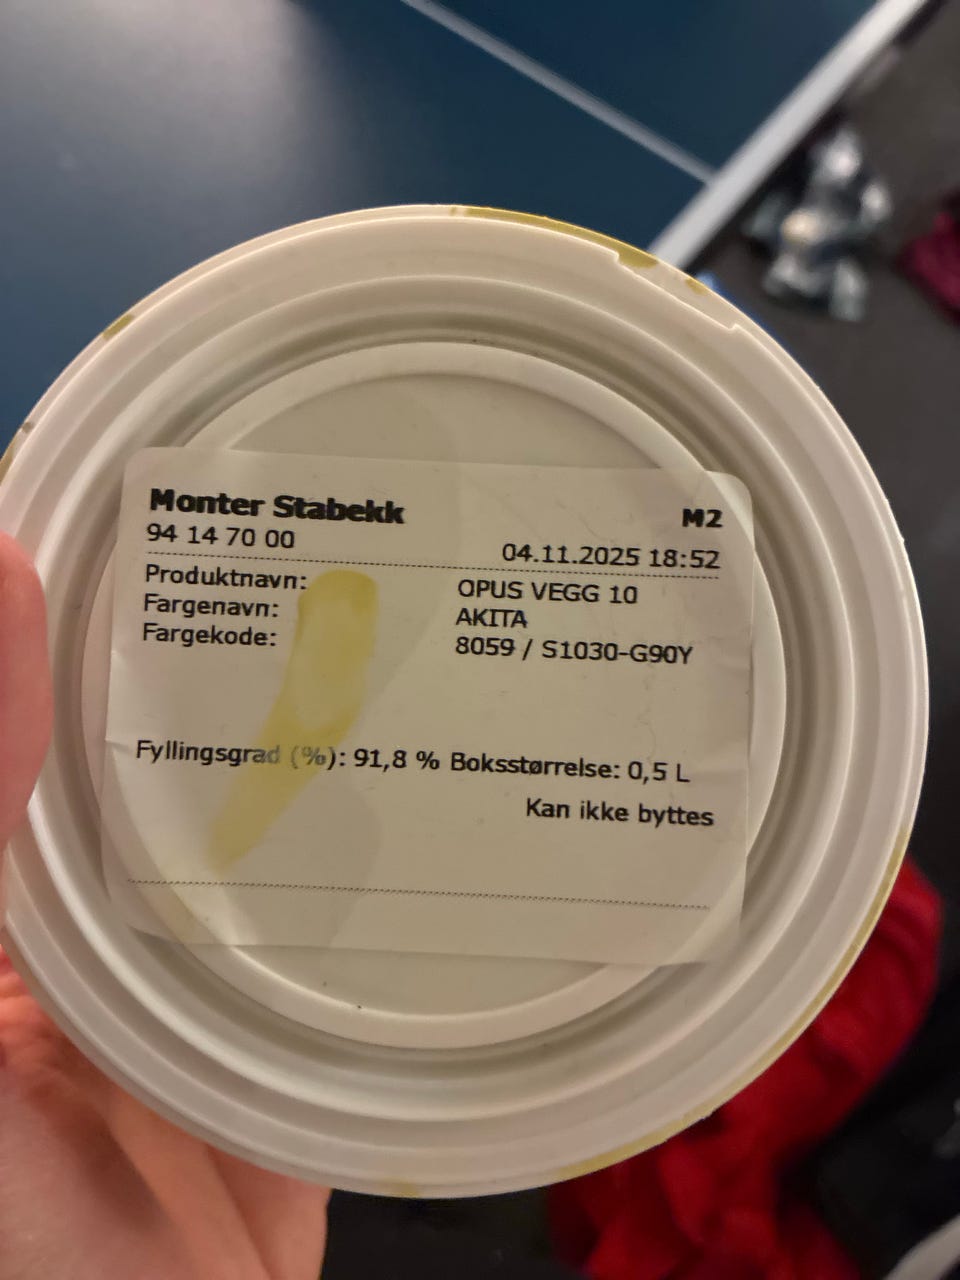 Monter Stabekk M2
94 14 70 00 04.11.2025 18:52
Produktnavn: OPUS VEGG 10
Fargenavn: AKITA
Fargekode: 8059 / S1030-G90Y
Fyllingsgrad (%): 91,8 % Boksstørrelse: 0,5 L
Kan ikke byttes